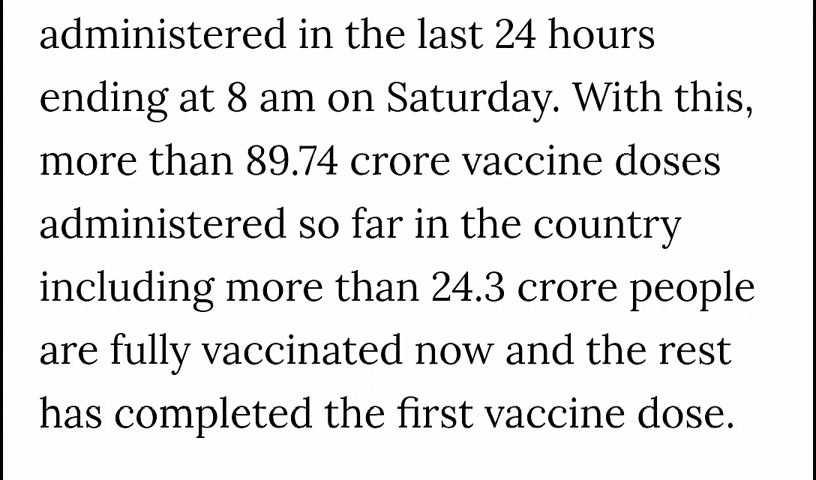 administered in the last 24 hours
ending at 8 am on Saturday. With this,
more than 89.74 crore vaccine doses
administered so far in the country
including more than 24.3 crore people
are fully vaccinated now and the rest
has completed the first vaccine dose.